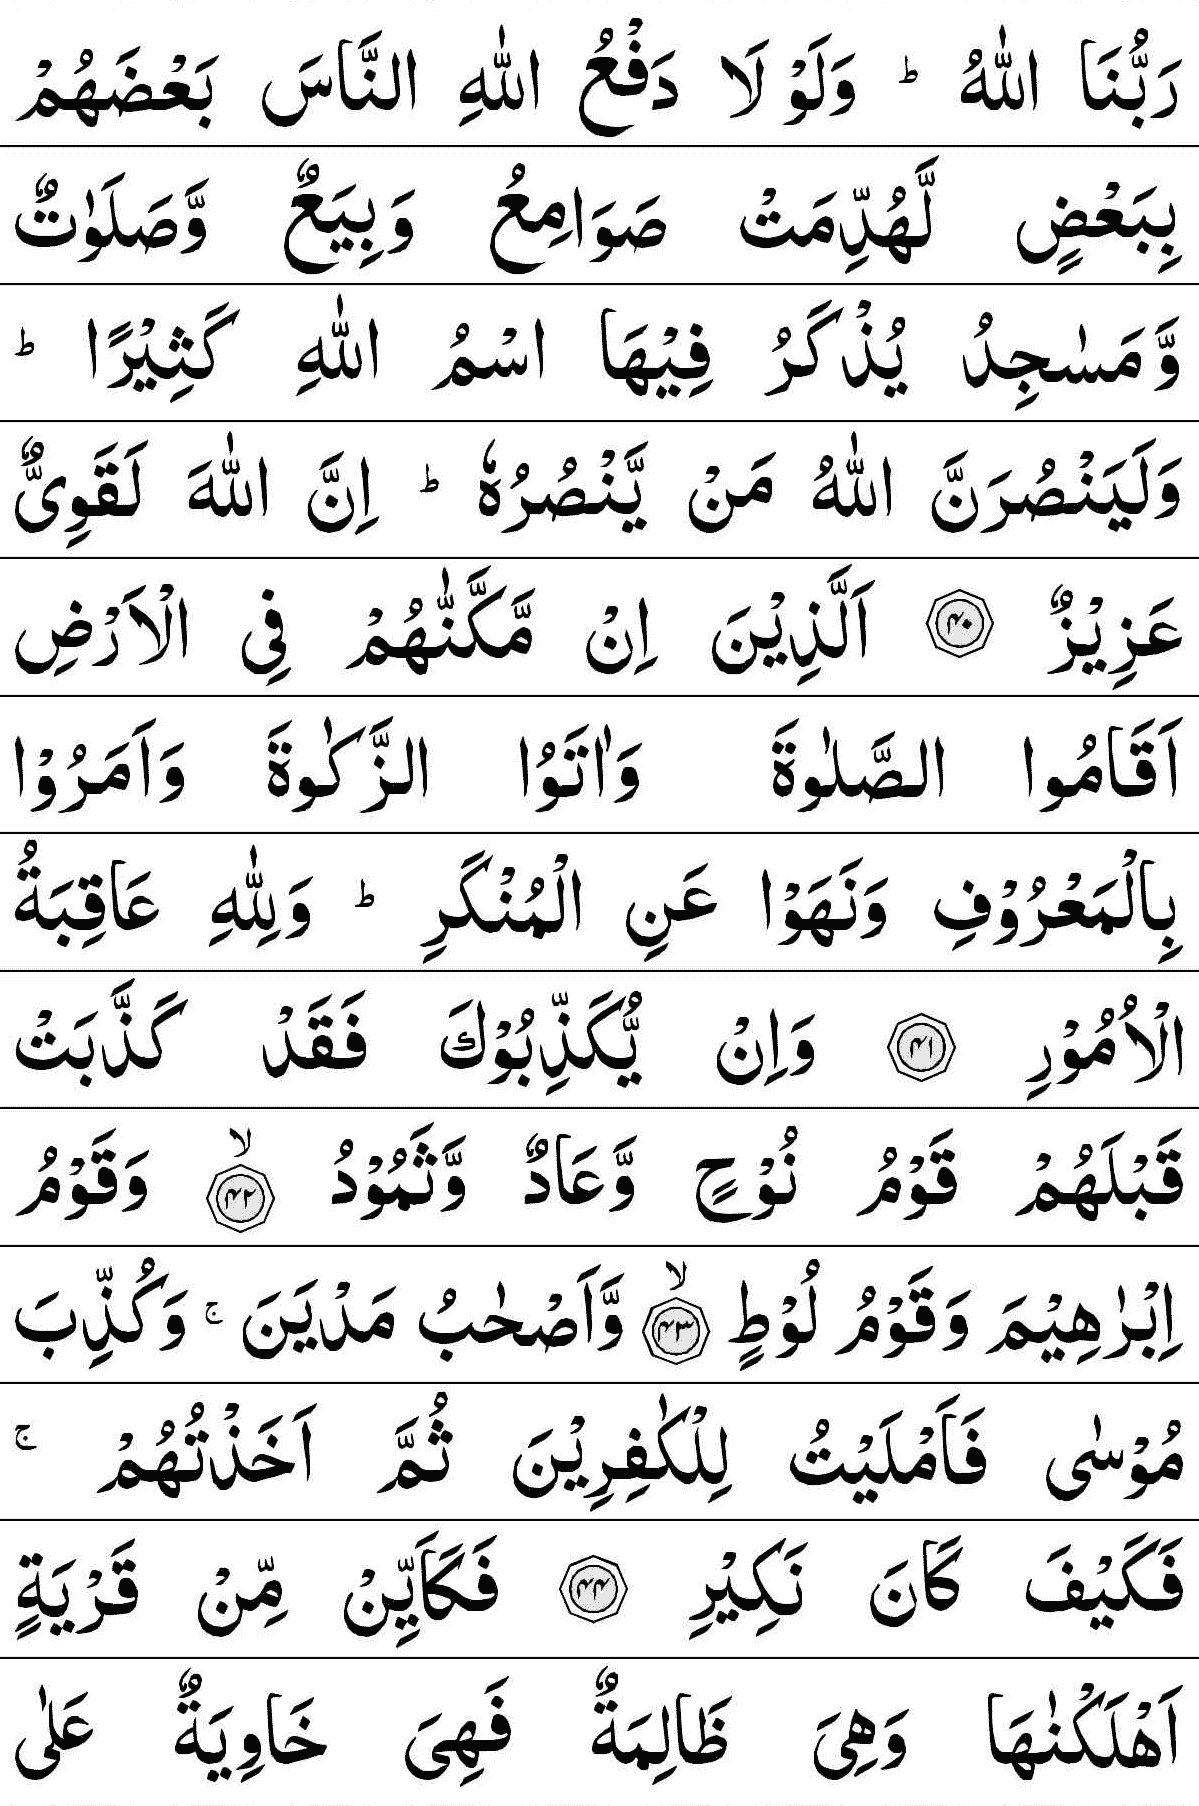 رَبُّنَا اللّٰهُ ؕ وَلَوْ لَا دَفْعُ اللّٰهِ النَّاسَ بَعْضَهُمْ
بِبَعْضٍ لَّهُدِّمَتْ صَوَامِعُ وَبِيَعٌ وَّصَلَوٰتٌ
وَّمَسٰجِدُ يُذْكَرُ فِيْهَا اسْمُ اللّٰهِ كَثِيْرًا ؕ
وَلَيَنْصُرَنَّ اللّٰهُ مَنْ يَّنْصُرُهٗ ؕ اِنَّ اللّٰهَ لَقَوِىٌّ
عَزِيْزٌ ۝۴۰ اَلَّذِيْنَ اِنْ مَّكَّنّٰهُمْ فِى الْاَرْضِ
اَقَامُوا الصَّلٰوةَ وَاٰتَوُا الزَّكٰوةَ وَاَمَرُوْا
بِالْمَعْرُوْفِ وَنَهَوْا عَنِ الْمُنْكَرِ ؕ وَلِلّٰهِ عَاقِبَةُ
الْاُمُوْرِ ۝۴۱ وَاِنْ يُّكَذِّبُوْكَ فَقَدْ كَذَّبَتْ
قَبْلَهُمْ قَوْمُ نُوْحٍ وَّعَادٌ وَّثَمُوْدُ ۙ‏۝۴۲ وَقَوْمُ
اِبْرٰهِيْمَ وَقَوْمُ لُوْطٍ ۙ‏۝۴۳ وَّاَصْحٰبُ مَدْيَنَ ۚ وَكُذِّبَ
مُوْسٰى فَاَمْلَيْتُ لِلْكٰفِرِيْنَ ثُمَّ اَخَذْتُهُمْ ۚ
فَكَيْفَ كَانَ نَكِيْرِ ۝۴۴ فَكَاَيِّنْ مِّنْ قَرْيَةٍ
اَهْلَكْنٰهَا وَهِىَ ظَالِمَةٌ فَهِىَ خَاوِيَةٌ عَلٰى